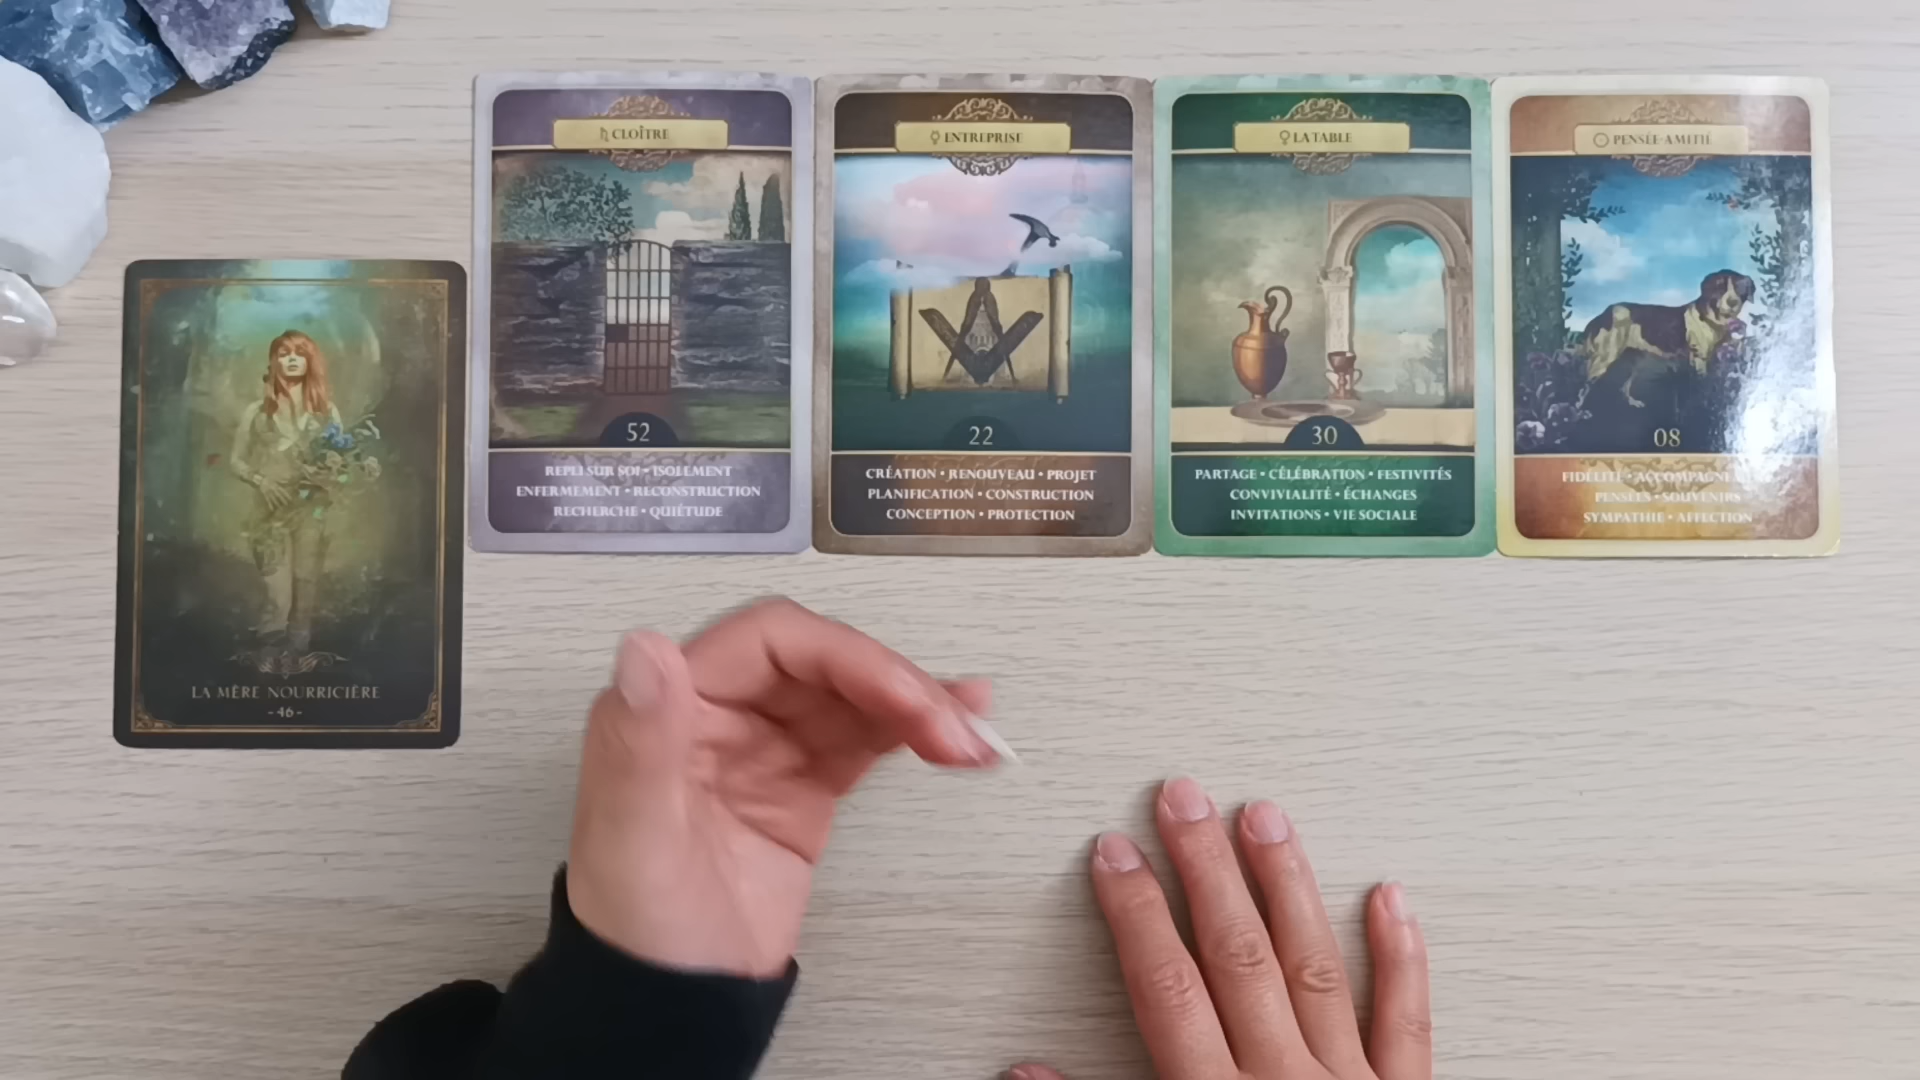 CLOÎTRE
52
REPLI SUR SOI • ISOLEMENT
ENFERMEMENT • RECONSTRUCTION
RECHERCHE • QUIÉTUDE
ENTREPRISE
22
CRÉATION • RENOUVEAU • PROJET
PLANIFICATION • CONSTRUCTION
CONCEPTION • PROTECTION
LA TABLE
30
PARTAGE • CÉLÉBRATION • FESTIVITÉS
CONVIVIALITÉ • ÉCHANGES
INVITATIONS • VIE SOCIALE
PENSÉE-AMITIÉ
08
FIDÉLITÉ • ACCOMPAGNEMENT
PENSÉES • SOUVENIRS
SYMPATHIE • AFFECTION
LA MÈRE NOURRICIÈRE
-46-